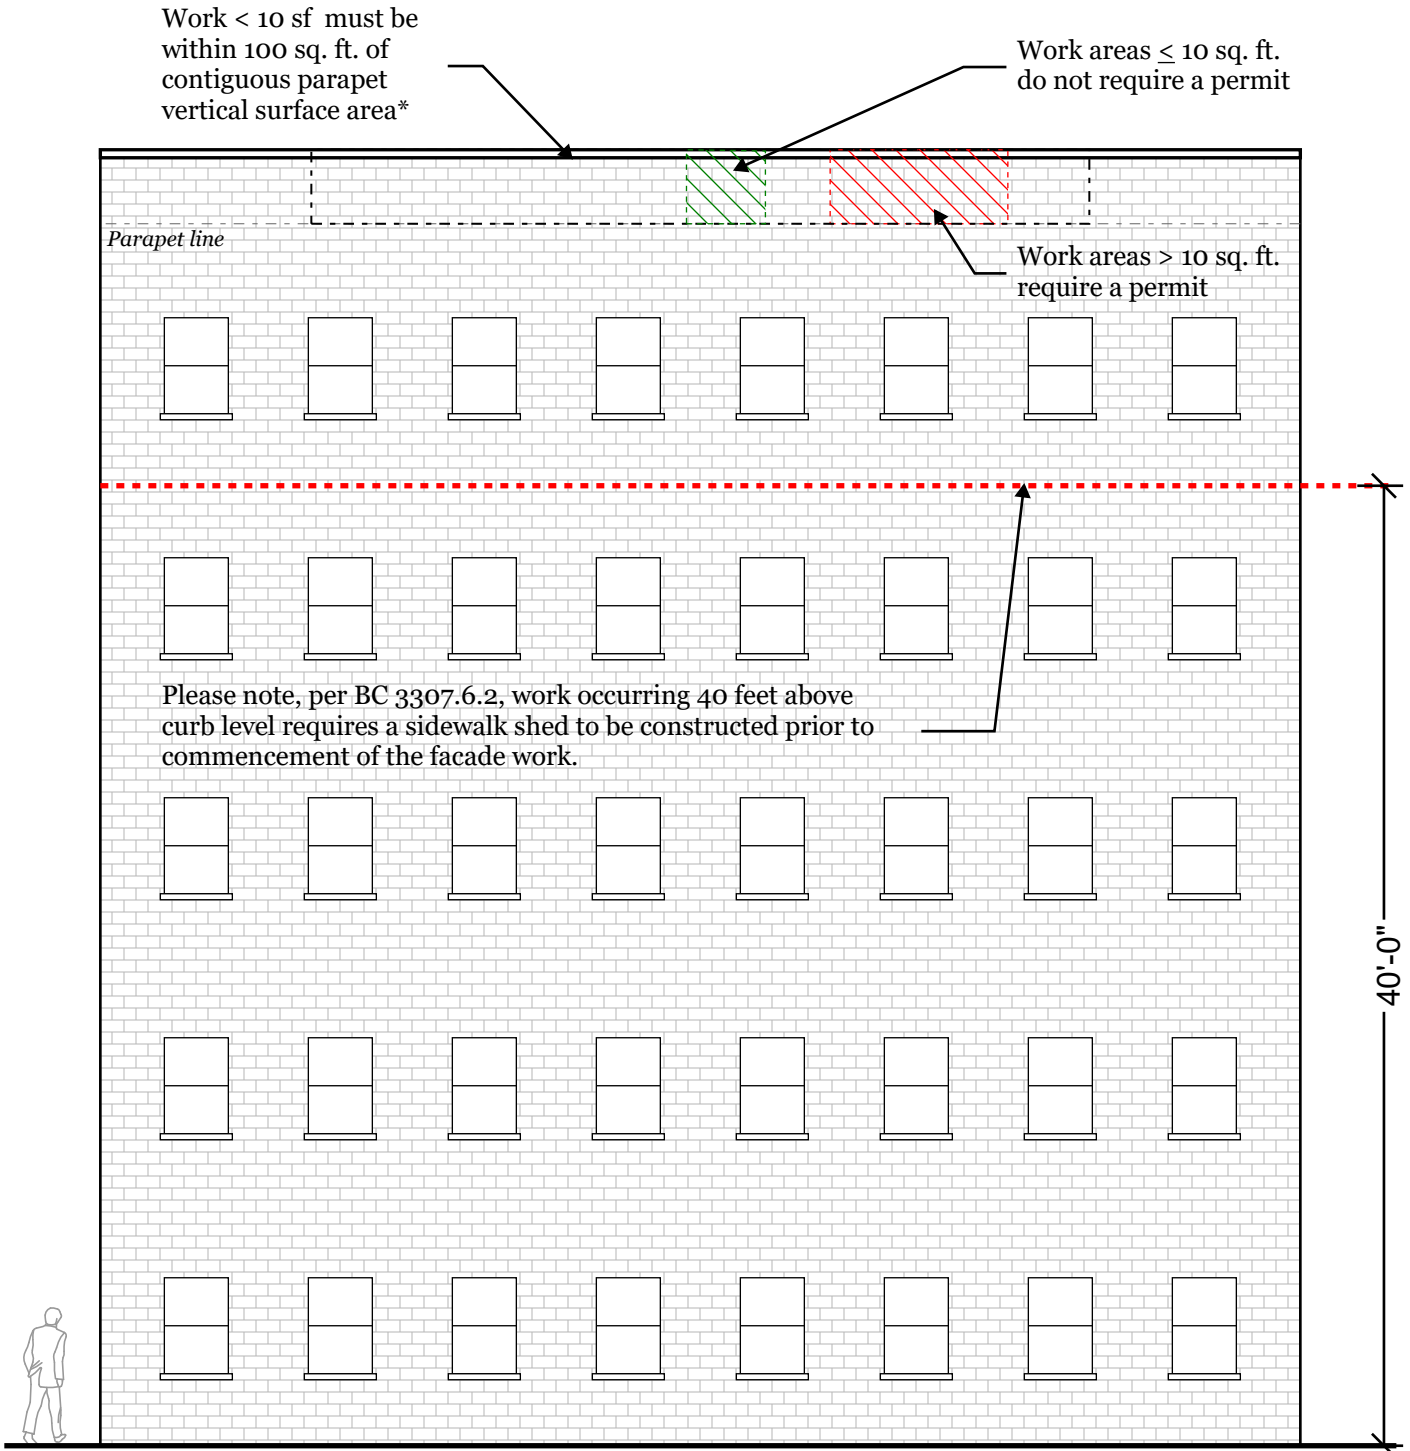 Work < 10 sf must be
within 100 sq. ft. of
contiguous parapet
vertical surface area*
Work areas ≤ 10 sq. ft.
do not require a permit
Parapet line
Work areas > 10 sq. ft.
require a permit
Please note, per BC 3307.6.2, work occurring 40 feet above
curb level requires a sidewalk shed to be constructed prior to
commencement of the facade work.
40'-0"